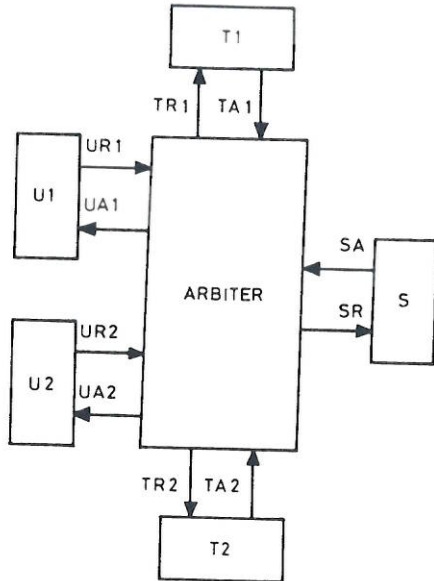 T1
TR1 TA1
UR1
U1
UA1
SA
ARBITER
S
SR
UR2
U2
UA2
TR2 TA2
T2